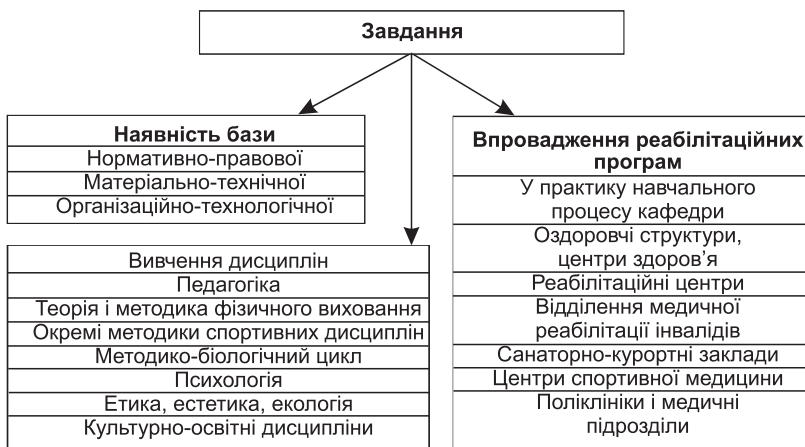 Завдання
Наявність бази
Нормативно-правової
Матеріально-технічної
Організаційно-технологічної
Вивчення дисциплін
Педагогіка
Теорія і методика фізичного виховання
Окремі методики спортивних дисциплін
Методико-біологічний цикл
Психологія
Етика, естетика, екологія
Культурно-освітні дисципліни
Впровадження реабілітаційних
програм
У практику навчального
процесу кафедри
Оздоровчі структури,
центри здоров’я
Реабілітаційні центри
Відділення медичної
реабілітації інвалідів
Санаторно-курортні заклади
Центри спортивної медицини
Поліклініки і медичні
підрозділи